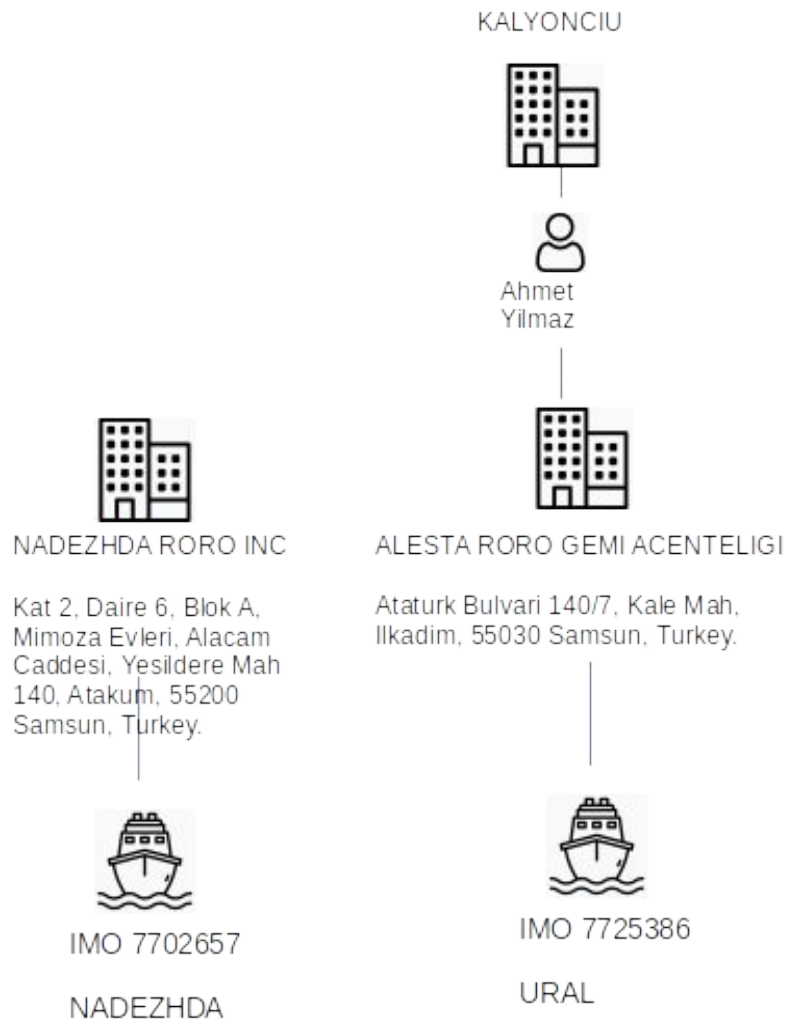 KALYONCIU
Ahmet
Yilmaz
NADEZHDA RORO INC
Kat 2, Daire 6, Blok A,
Mimoza Evleri, Alacam
Caddesi, Yesildere Mah
140, Atakum, 55200
Samsun, Turkey.
IMO 7702657
NADEZHDA
ALESTA RORO GEMI ACENTELIGI
Ataturk Bulvari 140/7, Kale Mah,
Ilkadim, 55030 Samsun, Turkey.
IMO 7725386
URAL